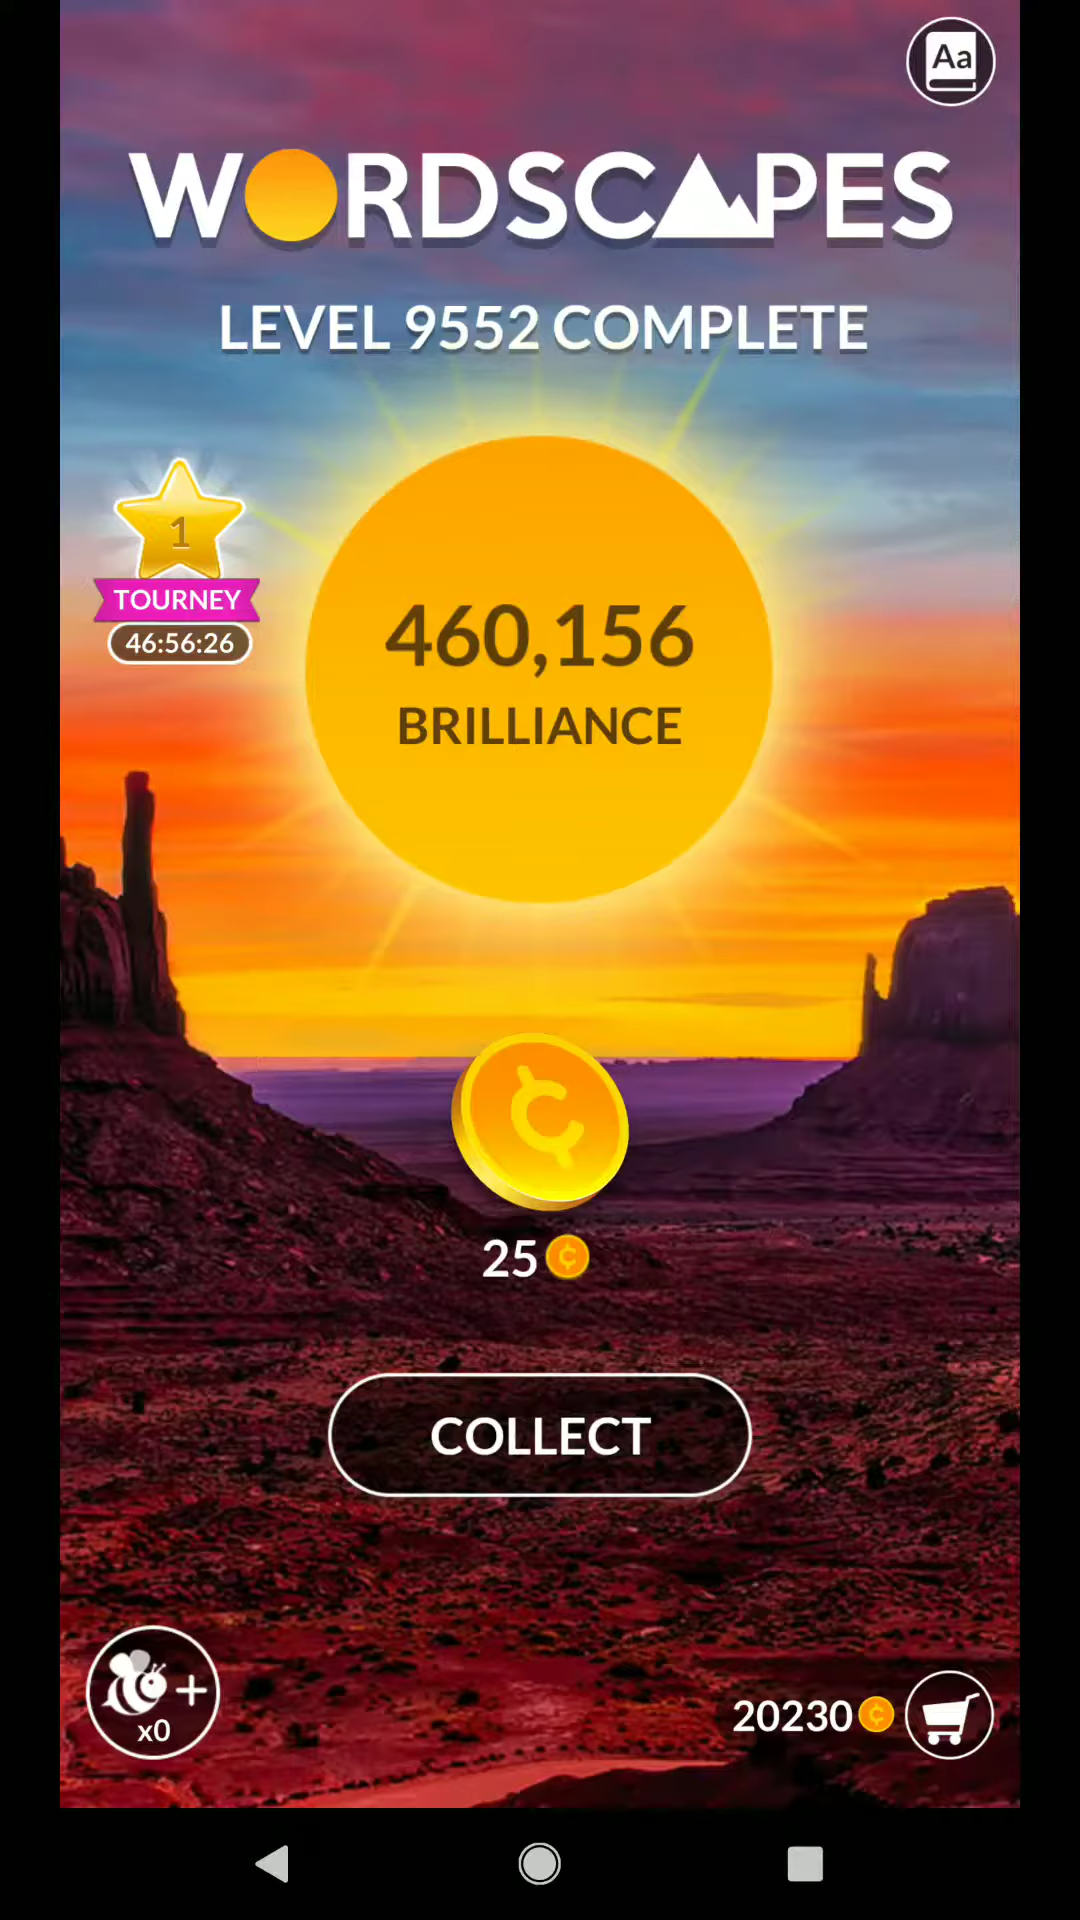 Aa
WORDSCAPES
LEVEL 9552 COMPLETE
1
TOURNEY
46:56:26
460,156
BRILLIANCE
25
COLLECT
x0
20230